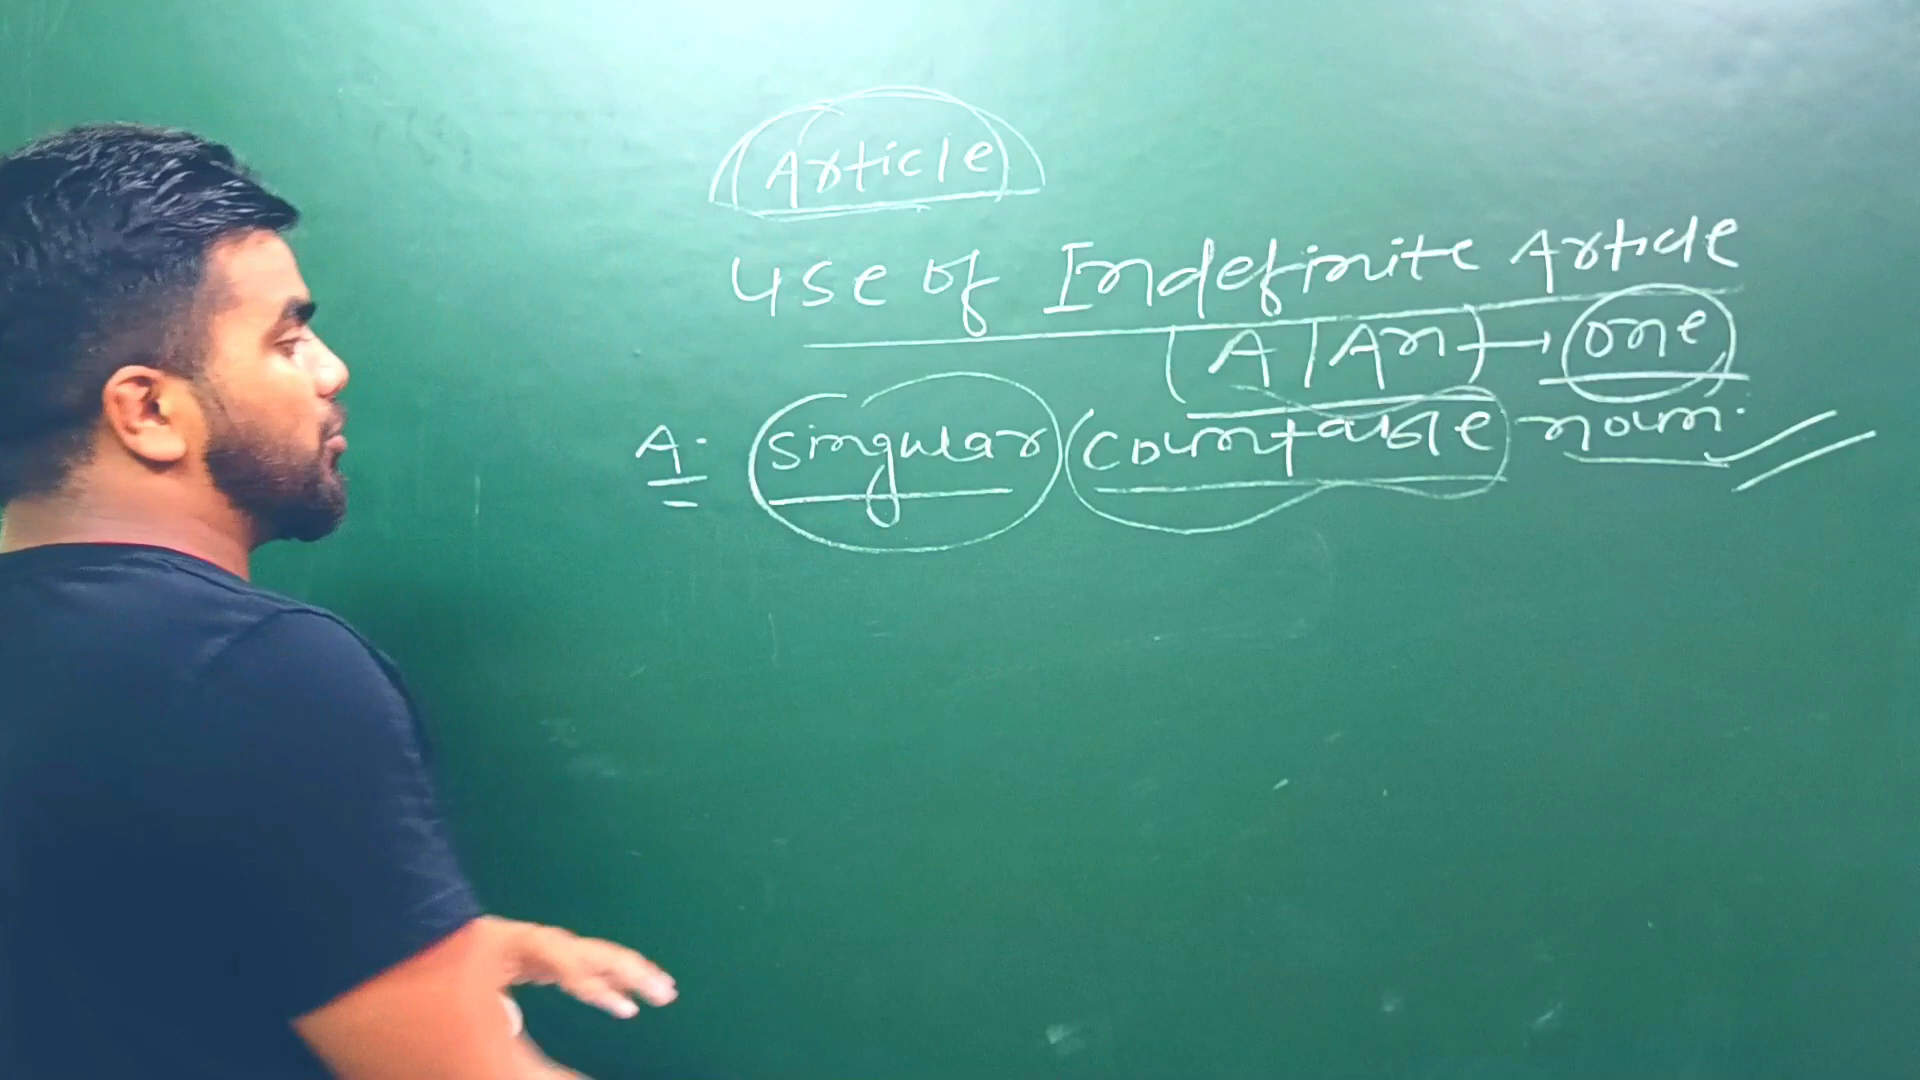 Article
Use of Indefinite Article
(A/An) → one
A. Singular countable noun.